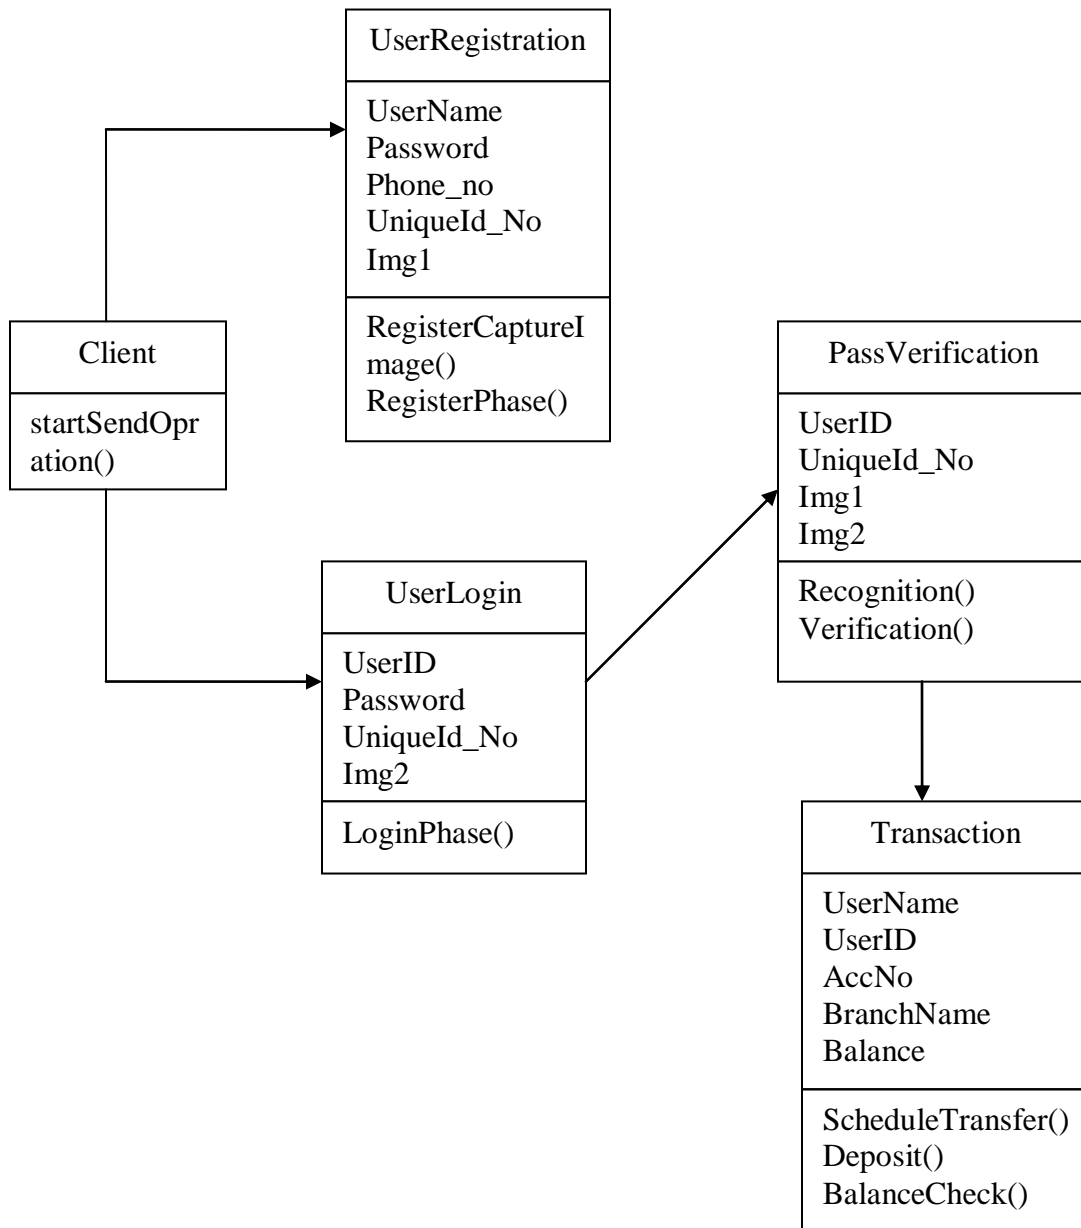 UserRegistration
UserName
Password
Phone_no
UniqueId_No
Img1
RegisterCaptureI
mage()
RegisterPhase()
Client
startSendOpr
ation()
PassVerification
UserID
UniqueId_No
Img1
Img2
Recognition()
Verification()
UserLogin
UserID
Password
UniqueId_No
Img2
LoginPhase()
Transaction
UserName
UserID
AccNo
BranchName
Balance
ScheduleTransfer()
Deposit()
BalanceCheck()